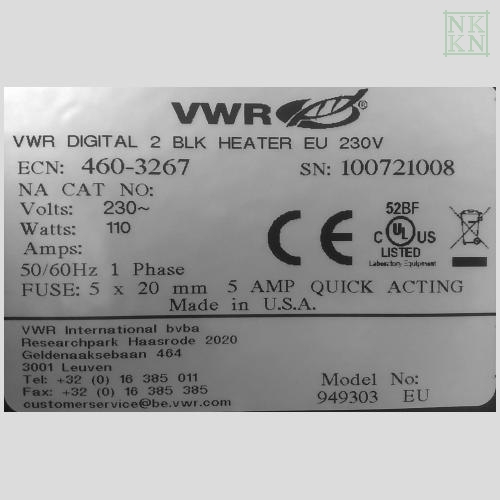 NK
KN
VWR®
VWR DIGITAL 2 BLK HEATER EU 230V
ECN: 460-3267 SN: 100721008
NA CAT NO:
Volts: 230~
Watts: 110
Amps:
50/60Hz 1 Phase
FUSE: 5 x 20 mm 5 AMP QUICK ACTING
Made in U.S.A.
CE
52BF
C UL US
LISTED
Laboratory Equipment
VWR International bvba
Researchpark Haasrode 2020
Geldenaaksebaan 464
3001 Leuven
Tel: +32 (0) 16 385 011
Fax: +32 (0) 16 385 385
customerservice@be.vwr.com
Model No:
949303 EU